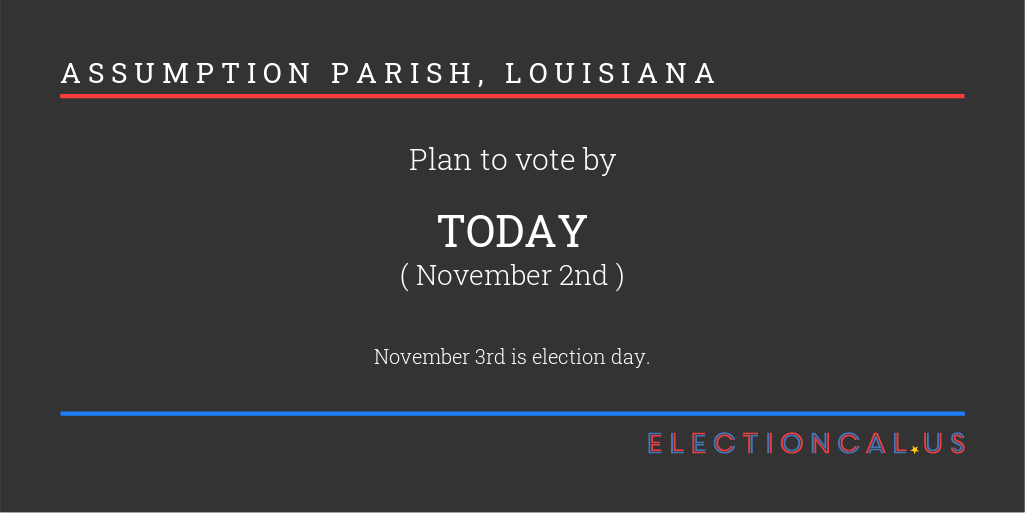 ASSUMPTION PARISH, LOUISIANA
Plan to vote by
TODAY
( November 2nd )
November 3rd is election day.
ELECTIONCAL.US